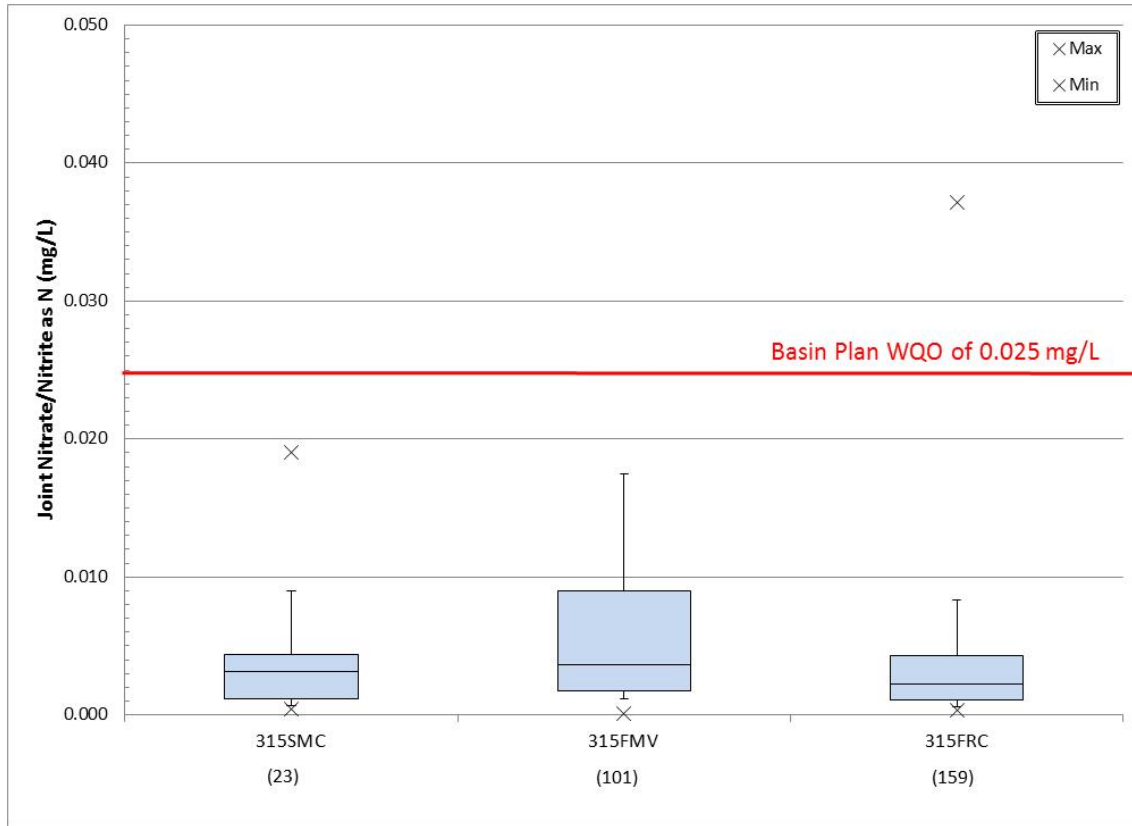 0.050
× Max
× Min
0.040
0.030
Basin Plan WQO of 0.025 mg/L
0.020
0.010
0.000
Joint Nitrate/Nitrite as N (mg/L)
315SMC
315FMV
315FRC
(23)
(101)
(159)